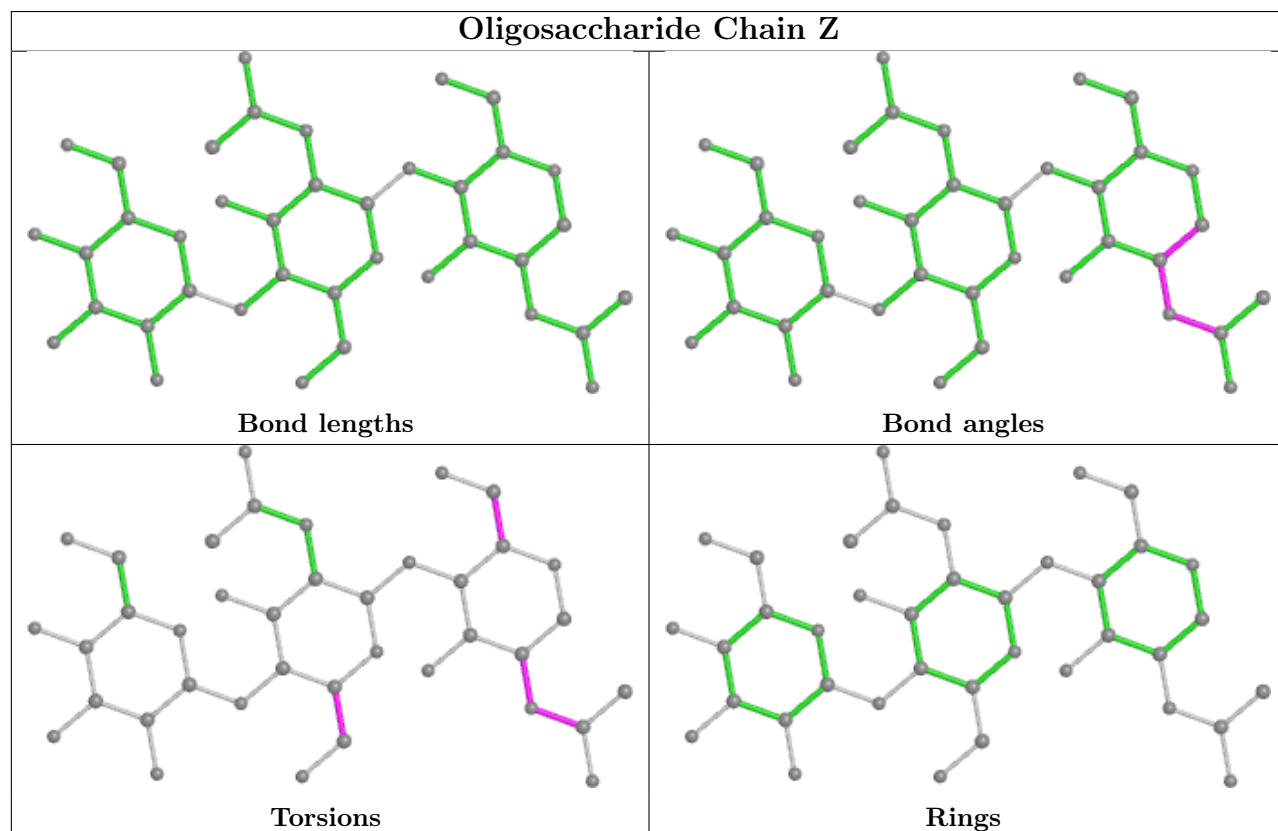 Oligosaccharide Chain Z
Bond lengths
Bond angles
Torsions
Rings